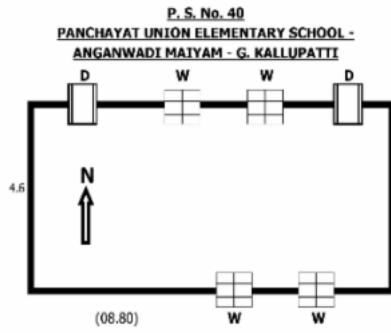 P. S. No. 40
PANCHAYAT UNION ELEMENTARY SCHOOL -
ANGANWADI MAIYAM - G. KALLUPATTI
D W W D
4.6
N
(08.80)
W W